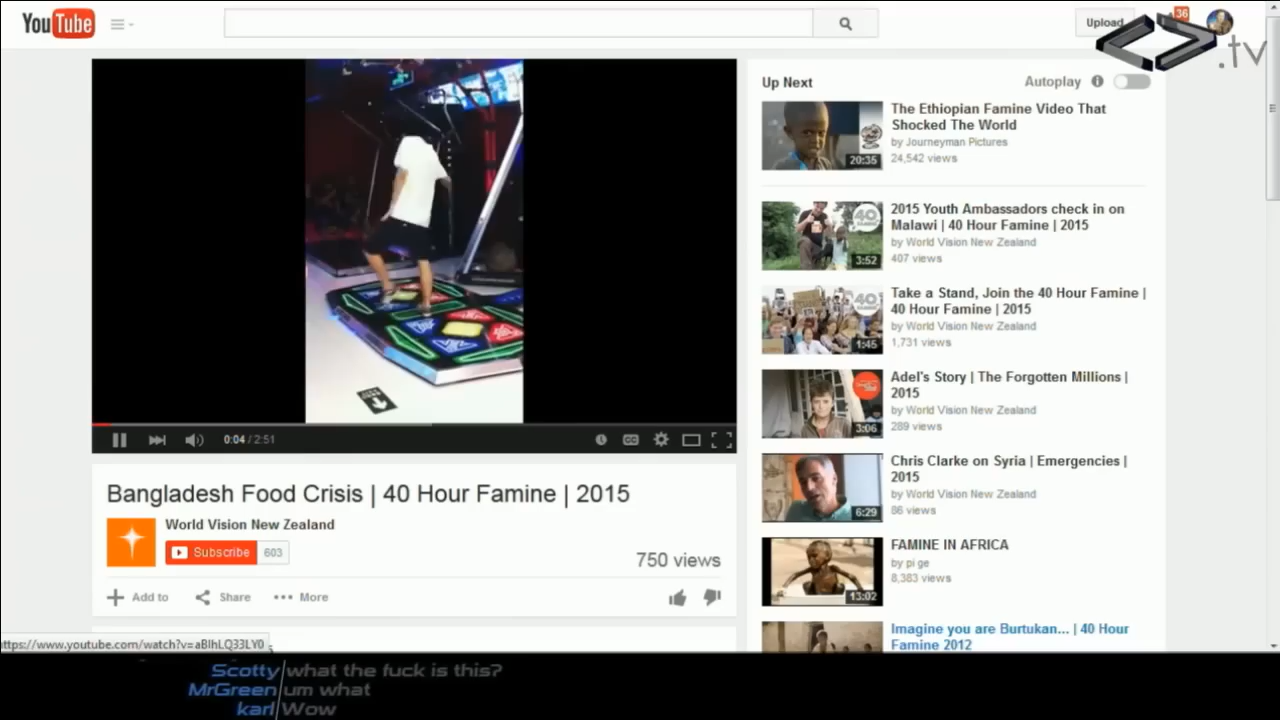 YouTube
Upload
36
.tv
Up Next
Autoplay
The Ethiopian Famine Video That
Shocked The World
by Journeyman Pictures
24,542 views
20:35
2015 Youth Ambassadors check in on
Malawi | 40 Hour Famine | 2015
by World Vision New Zealand
407 views
40
3:52
Take a Stand, Join the 40 Hour Famine |
40 Hour Famine | 2015
by World Vision New Zealand
1,731 views
40
1:45
Adel's Story | The Forgotten Millions |
2015
by World Vision New Zealand
289 views
3:06
Chris Clarke on Syria | Emergencies |
2015
by World Vision New Zealand
86 views
6:29
FAMINE IN AFRICA
by pi ge
8,383 views
13:02
Imagine you are Burtukan... | 40 Hour
Famine 2012
0:04 / 2:51
CC
Bangladesh Food Crisis | 40 Hour Famine | 2015
World Vision New Zealand
Subscribe 603
750 views
Add to Share More
https://www.youtube.com/watch?v=aBlhLQ33LY0
Scotty what the fuck is this?
MrGreen um what
karl Wow